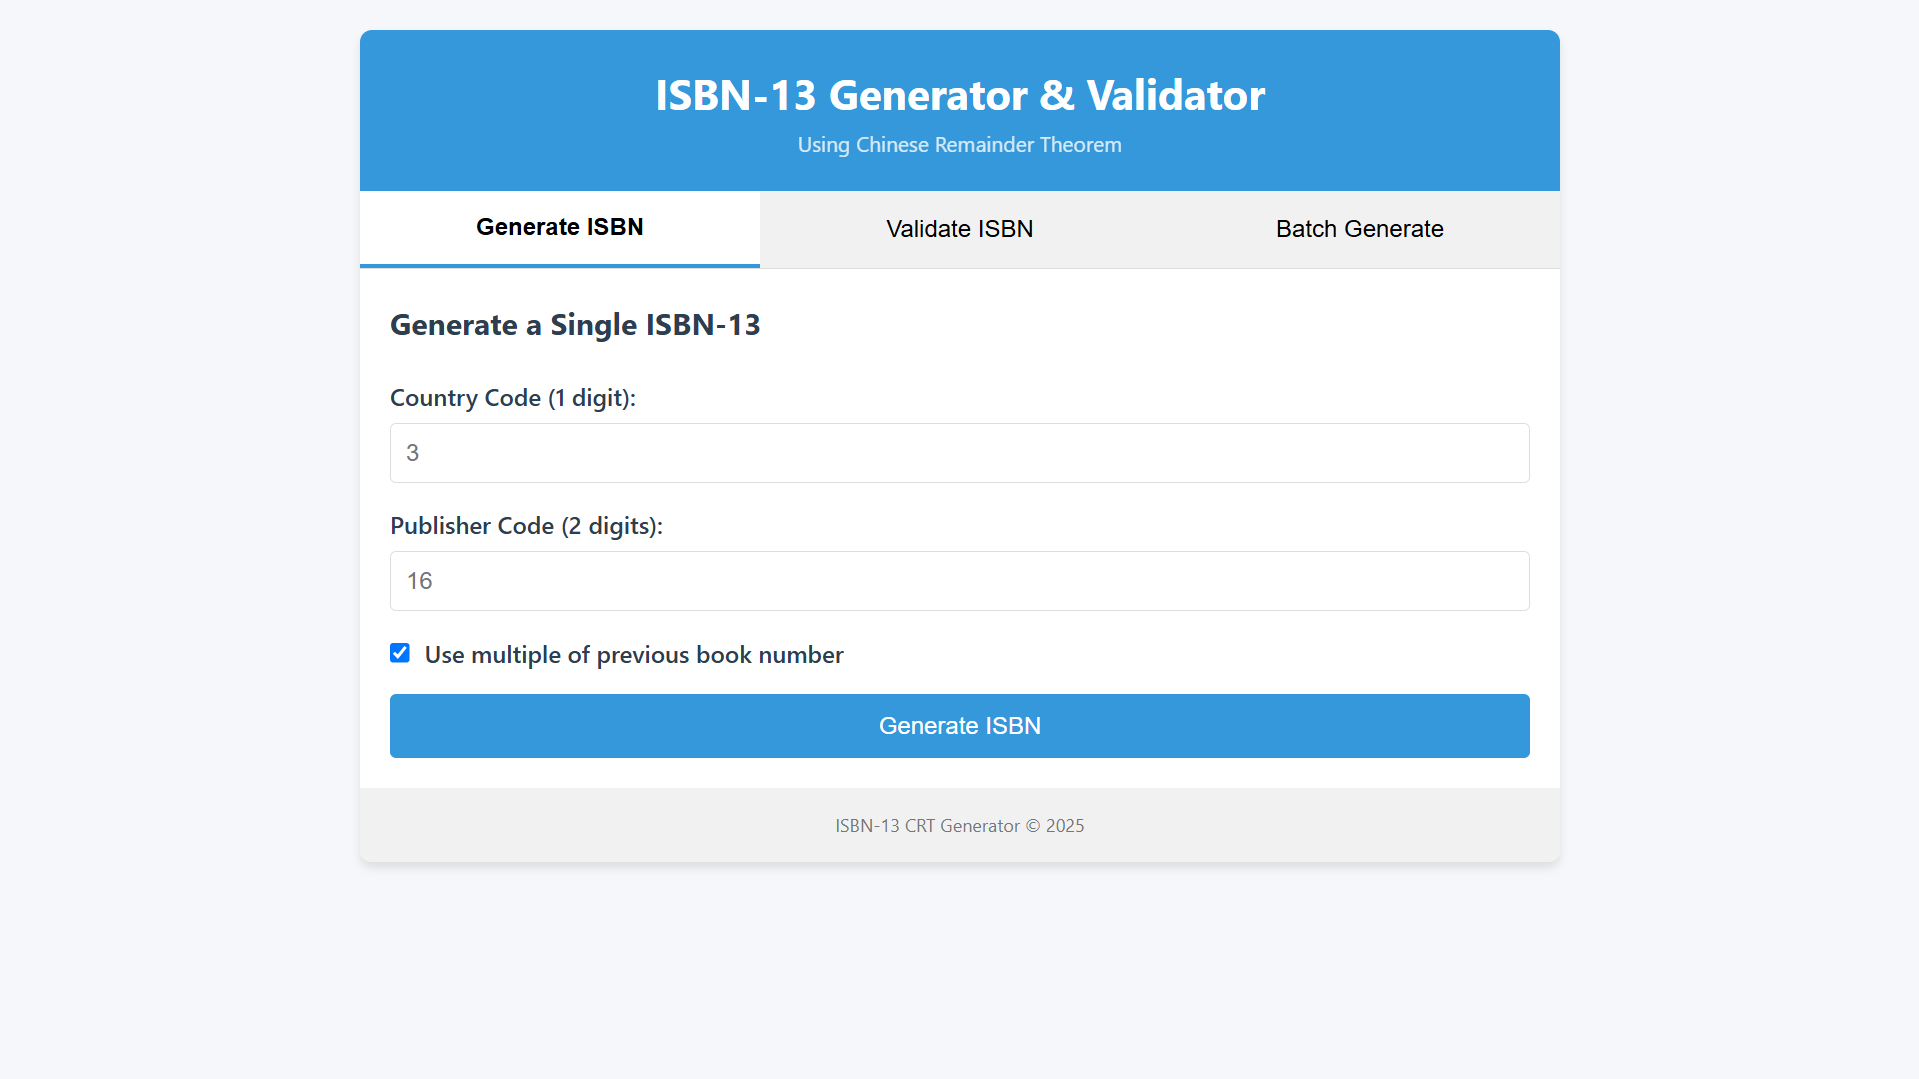 ISBN-13 Generator & Validator
Using Chinese Remainder Theorem
Generate ISBN
Validate ISBN
Batch Generate
Generate a Single ISBN-13
Country Code (1 digit):
3
Publisher Code (2 digits):
16
Use multiple of previous book number
Generate ISBN
ISBN-13 CRT Generator © 2025